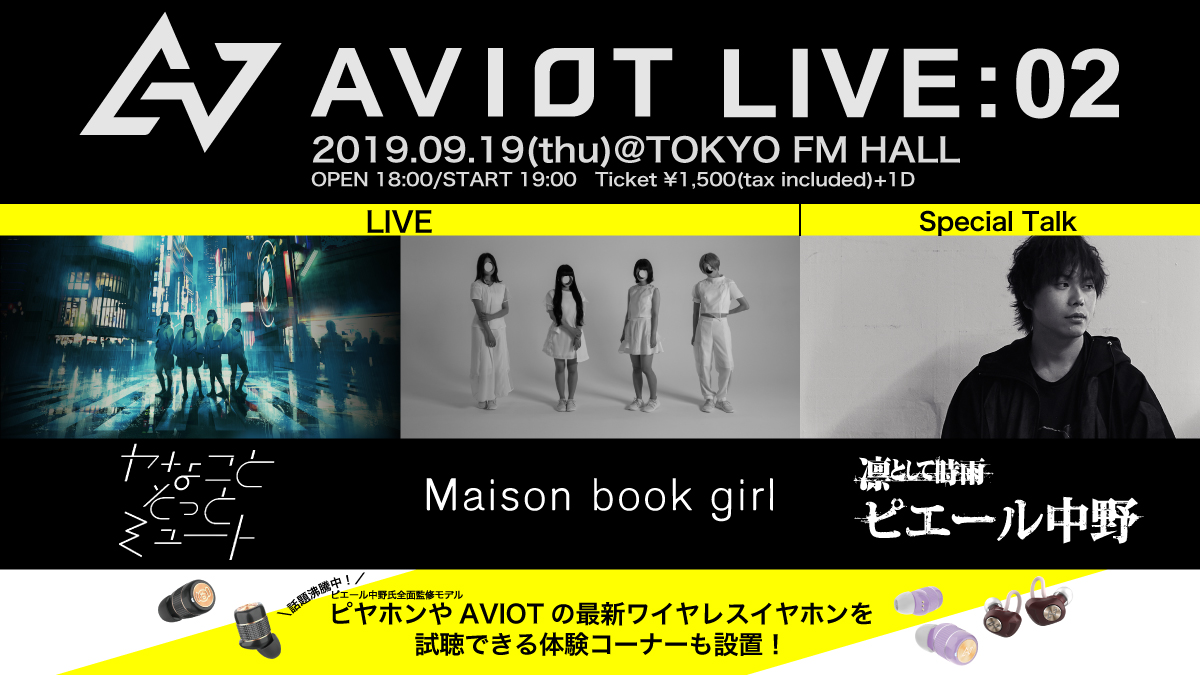 AVIOT LIVE:02
2019.09.19(thu)@TOKYO FM HALL
OPEN 18:00/START 19:00 Ticket ¥1,500(tax included)+1D
LIVE
Special Talk
ヤなこと
そっと
ミュート
Maison book girl
凛として時雨
ピエール中野
\話題沸騰中!/
ピエール中野氏全面監修モデル
ピヤホンや AVIOT の最新ワイヤレスイヤホンを
試聴できる体験コーナーも設置!